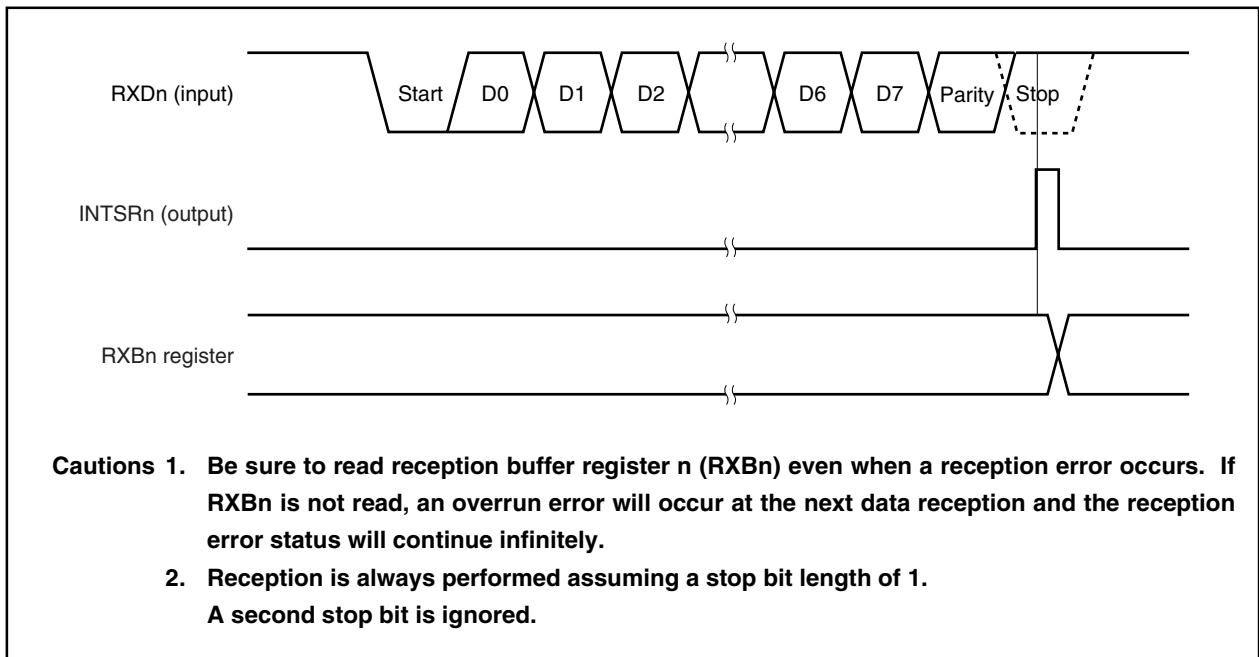 RXDn (input)
Start D0 D1 D2 D6 D7 Parity Stop
INTSRn (output)
RXBn register
Cautions 1. Be sure to read reception buffer register n (RXBn) even when a reception error occurs. If
RXBn is not read, an overrun error will occur at the next data reception and the reception
error status will continue infinitely.
2. Reception is always performed assuming a stop bit length of 1.
A second stop bit is ignored.